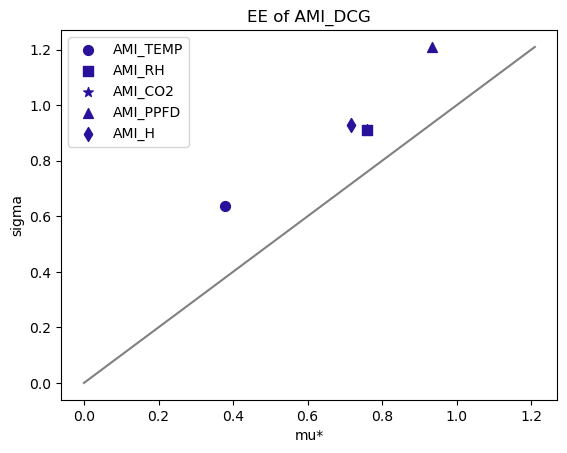 EE of AMI_DCG
AMI_TEMP
AMI_RH
AMI_CO2
AMI_PPFD
AMI_H
sigma
1.2
1.0
0.8
0.6
0.4
0.2
0.0
0.0 0.2 0.4 0.6 0.8 1.0 1.2
mu*